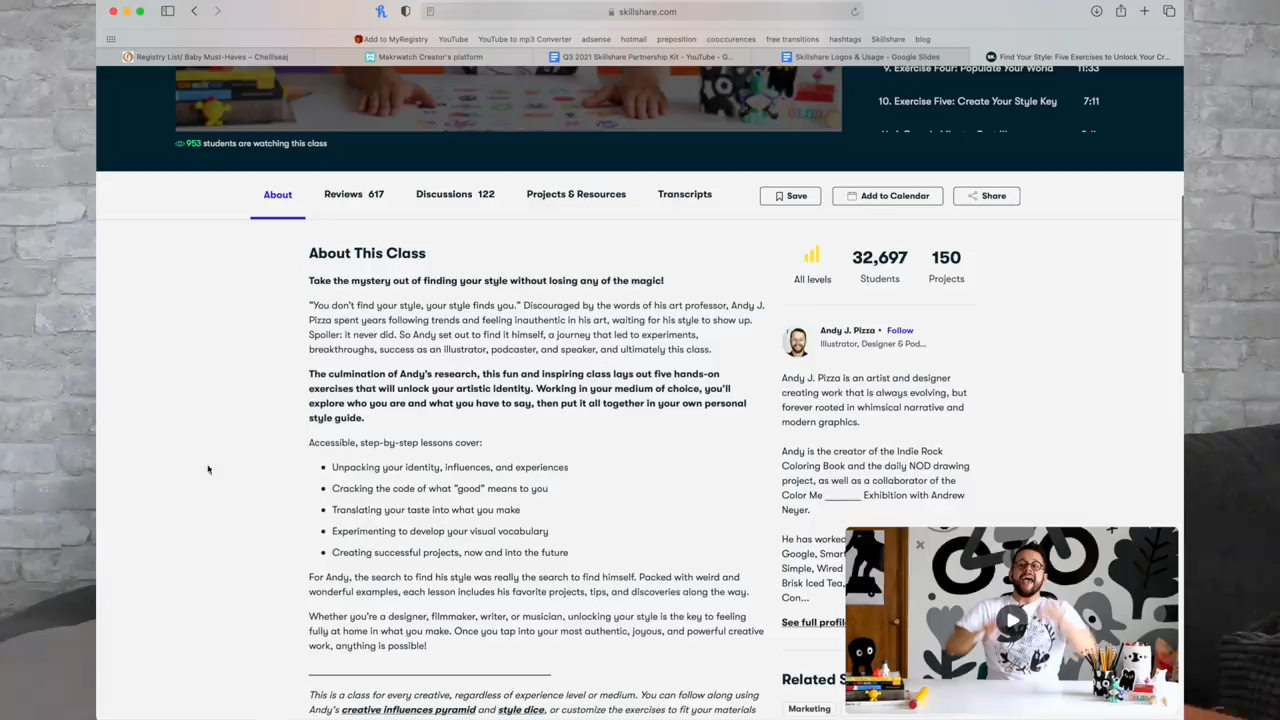 skillshare.com
Add to MyRegistry YouTube YouTube to mp3 Converter adsense hotmail preposition cooccurences free transitions hashtags Skillshare blog
Registry List/ Baby Must-Haves – Chelliseaj
Makrwatch Creator's platform
Q3 2021 Skillshare Partnership Kit - YouTube - G...
Skillshare Logos & Usage - Google Slides
Find Your Style: Five Exercises to Unlock Your Cr...
9. Exercise Four: Populate Your World 11:33
10. Exercise Five: Create Your Style Key 7:11
953 students are watching this class
About Reviews 617 Discussions 122 Projects & Resources Transcripts
Save Add to Calendar Share
About This Class
Take the mystery out of finding your style without losing any of the magic!
"You don't find your style, your style finds you." Discouraged by the words of his art professor, Andy J.
Pizza spent years following trends and feeling inauthentic in his art, waiting for his style to show up.
Spoiler: it never did. So Andy set out to find it himself, a journey that led to experiments,
breakthroughs, success as an illustrator, podcaster, and speaker, and ultimately this class.
The culmination of Andy's research, this fun and inspiring class lays out five hands-on
exercises that will unlock your artistic identity. Working in your medium of choice, you'll
explore who you are and what you have to say, then put it all together in your own personal
style guide.
Accessible, step-by-step lessons cover:
• Unpacking your identity, influences, and experiences
• Cracking the code of what "good" means to you
• Translating your taste into what you make
• Experimenting to develop your visual vocabulary
• Creating successful projects, now and into the future
For Andy, the search to find his style was really the search to find himself. Packed with weird and
wonderful examples, each lesson includes his favorite projects, tips, and discoveries along the way.
Whether you're a designer, filmmaker, writer, or musician, unlocking your style is the key to feeling
fully at home in what you make. Once you tap into your most authentic, joyous, and powerful creative
work, anything is possible!
This is a class for every creative, regardless of experience level or medium. You can follow along using
Andy's creative influences pyramid and style dice, or customize the exercises to fit your materials
All levels
32,697
Students
150
Projects
Andy J. Pizza • Follow
Illustrator, Designer & Pod...
Andy J. Pizza is an artist and designer
creating work that is always evolving, but
forever rooted in whimsical narrative and
modern graphics.
Andy is the creator of the Indie Rock
Coloring Book and the daily NOD drawing
project, as well as a collaborator of the
Color Me ______ Exhibition with Andrew
Neyer.
He has worked
Google, Smar
Simple, Wired
Brisk Iced Tea,
Con...
See full profil
Related S
Marketing